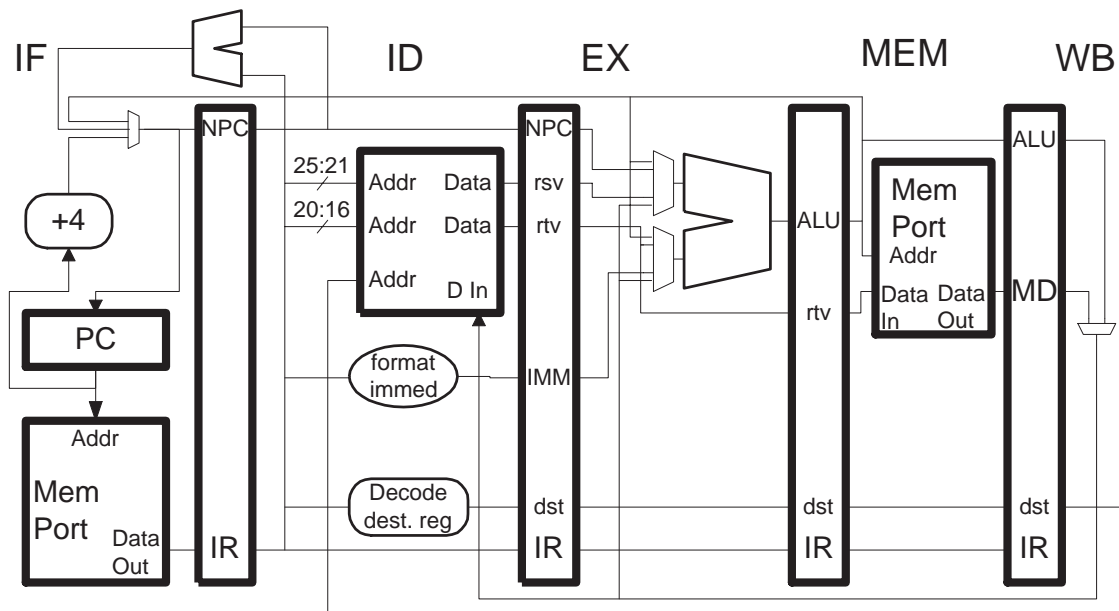 IF
ID
EX
MEM
WB
NPC
NPC
ALU
25:21
Addr
Data
rsv
Mem
Port
+4
20:16
Addr
Data
rtv
ALU
Addr
Addr
D In
Data
In
Data
Out
MD
PC
rtv
format
immed
IMM
Addr
Mem
Port
Decode
dest. reg
dst
dst
dst
Data
Out
IR
IR
IR
IR